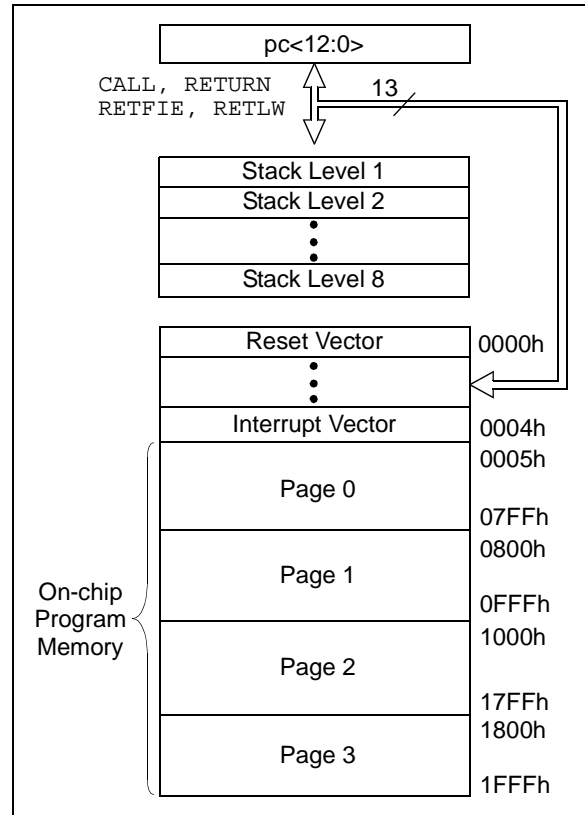 pc<12:0>
CALL, RETURN
RETFIE, RETLW
13
Stack Level 1
Stack Level 2
Stack Level 8
Reset Vector
0000h
Interrupt Vector
0004h
0005h
Page 0
07FFh
0800h
Page 1
0FFFh
1000h
On-chip
Program
Memory
Page 2
17FFh
1800h
Page 3
1FFFh